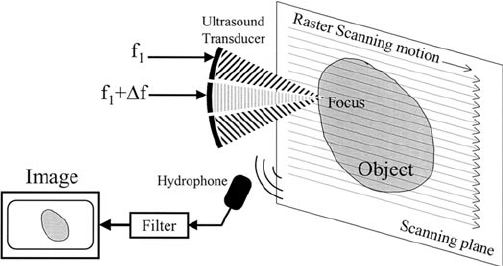 Ultrasound
Transducer
Raster Scanning motion
f1
f1+Δf
Focus
Object
Hydrophone
Image
Filter
Scanning plane